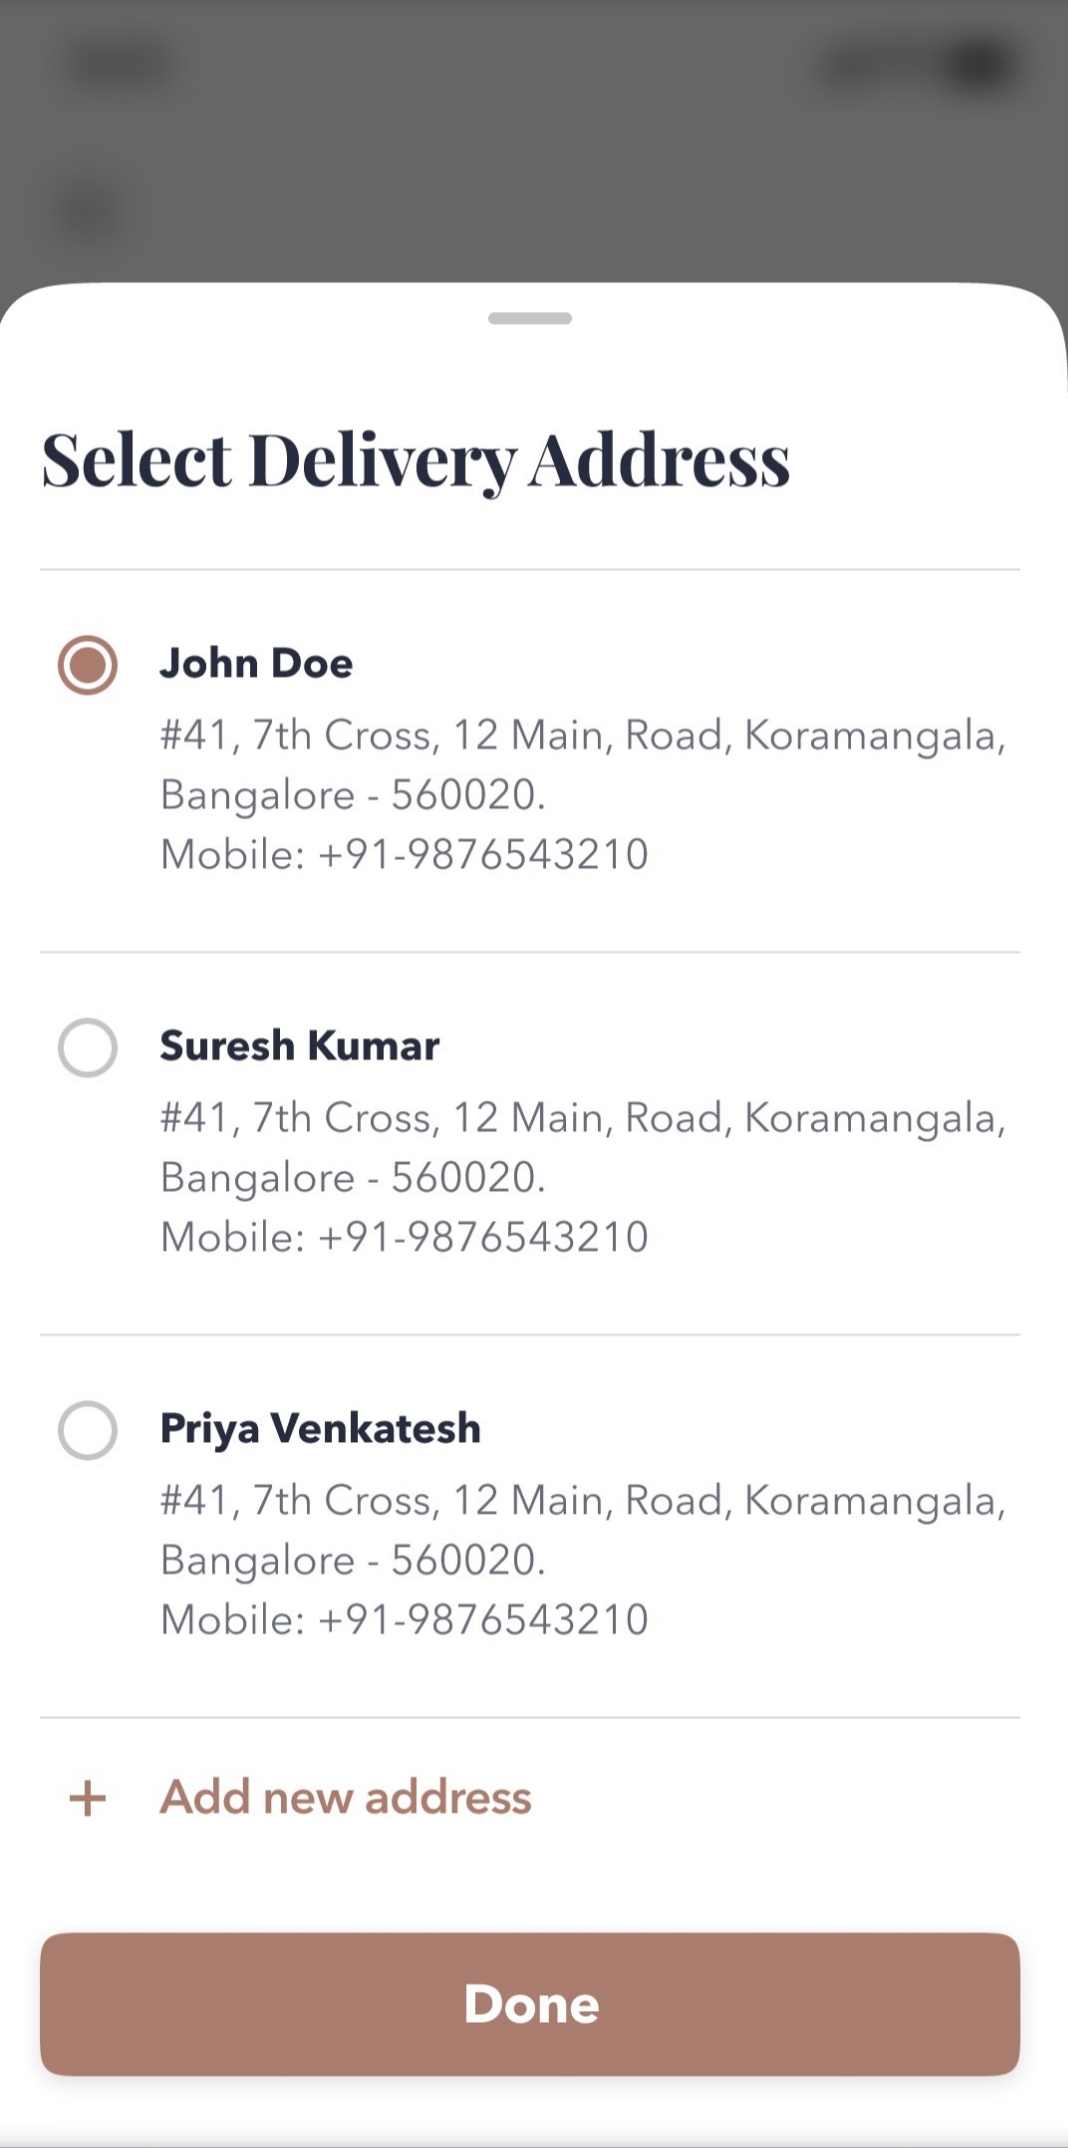 Select Delivery Address
John Doe
#41, 7th Cross, 12 Main, Road, Koramangala,
Bangalore - 560020.
Mobile: +91-9876543210
Suresh Kumar
#41, 7th Cross, 12 Main, Road, Koramangala,
Bangalore - 560020.
Mobile: +91-9876543210
Priya Venkatesh
#41, 7th Cross, 12 Main, Road, Koramangala,
Bangalore - 560020.
Mobile: +91-9876543210
+ Add new address
Done